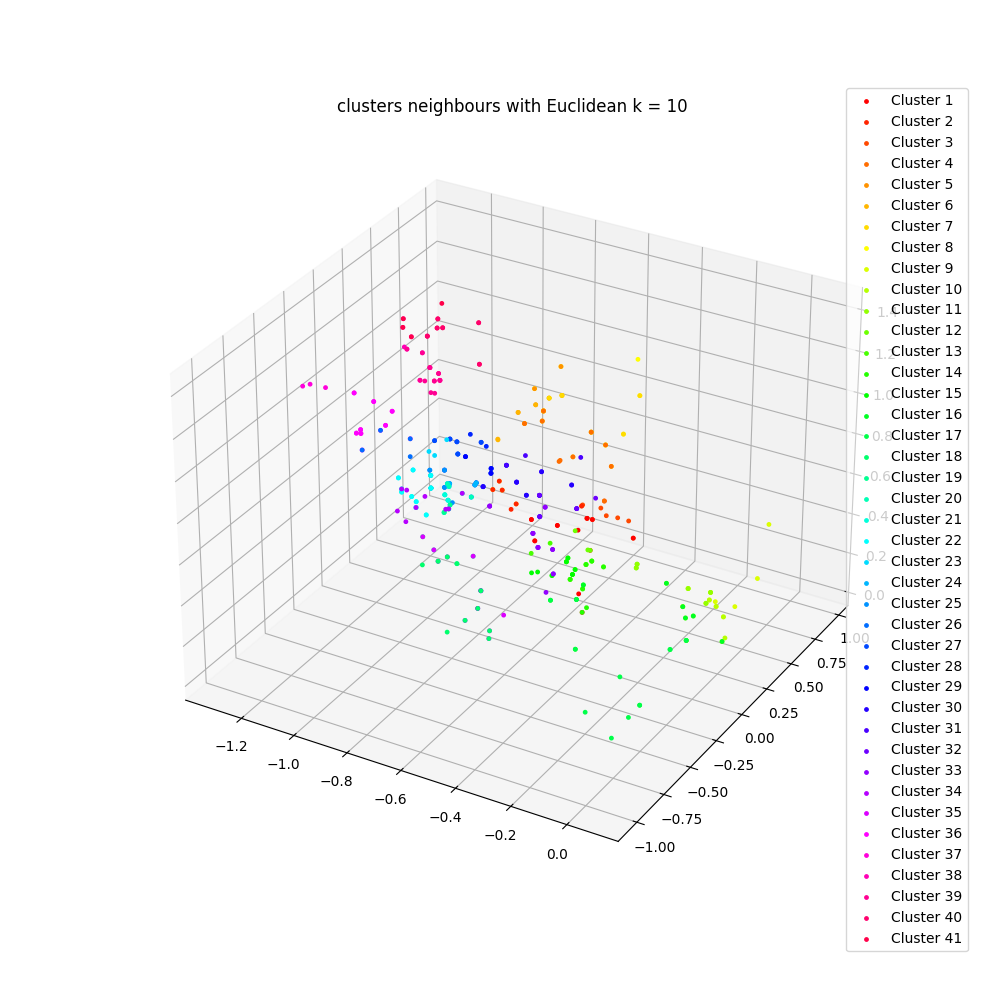 clusters neighbours with Euclidean k = 10
Cluster 1
Cluster 2
Cluster 3
Cluster 4
Cluster 5
Cluster 6
Cluster 7
Cluster 8
Cluster 9
Cluster 10
Cluster 11
Cluster 12
Cluster 13
Cluster 14
Cluster 15
Cluster 16
Cluster 17
Cluster 18
Cluster 19
Cluster 20
Cluster 21
Cluster 22
Cluster 23
Cluster 24
Cluster 25
Cluster 26
Cluster 27
Cluster 28
Cluster 29
Cluster 30
Cluster 31
Cluster 32
Cluster 33
Cluster 34
Cluster 35
Cluster 36
Cluster 37
Cluster 38
Cluster 39
Cluster 40
Cluster 41
1.4
1.2
1.0
0.8
0.6
0.4
0.2
0.0
1.00
0.75
0.50
0.25
0.00
−0.25
−0.50
−0.75
−1.00
−1.2
−1.0
−0.8
−0.6
−0.4
−0.2
0.0